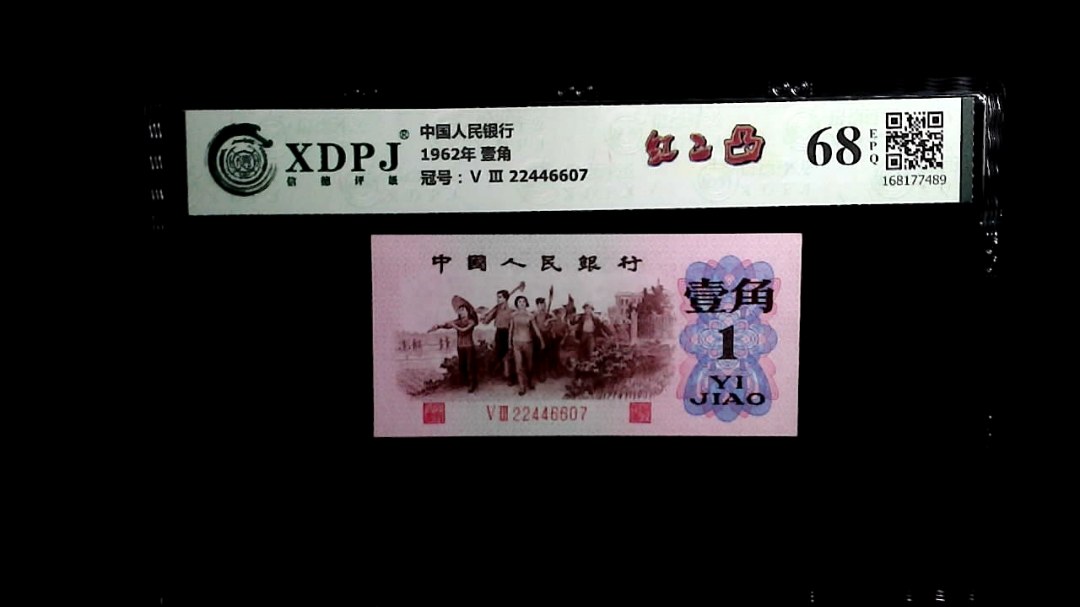 XDPJ®
信德评级
中国人民银行
1962年 壹角
冠号：V III 22446607
红二凸
68
EPQ
168177489
中國人民銀行
壹角
1
YI
JIAO
V III 22446607